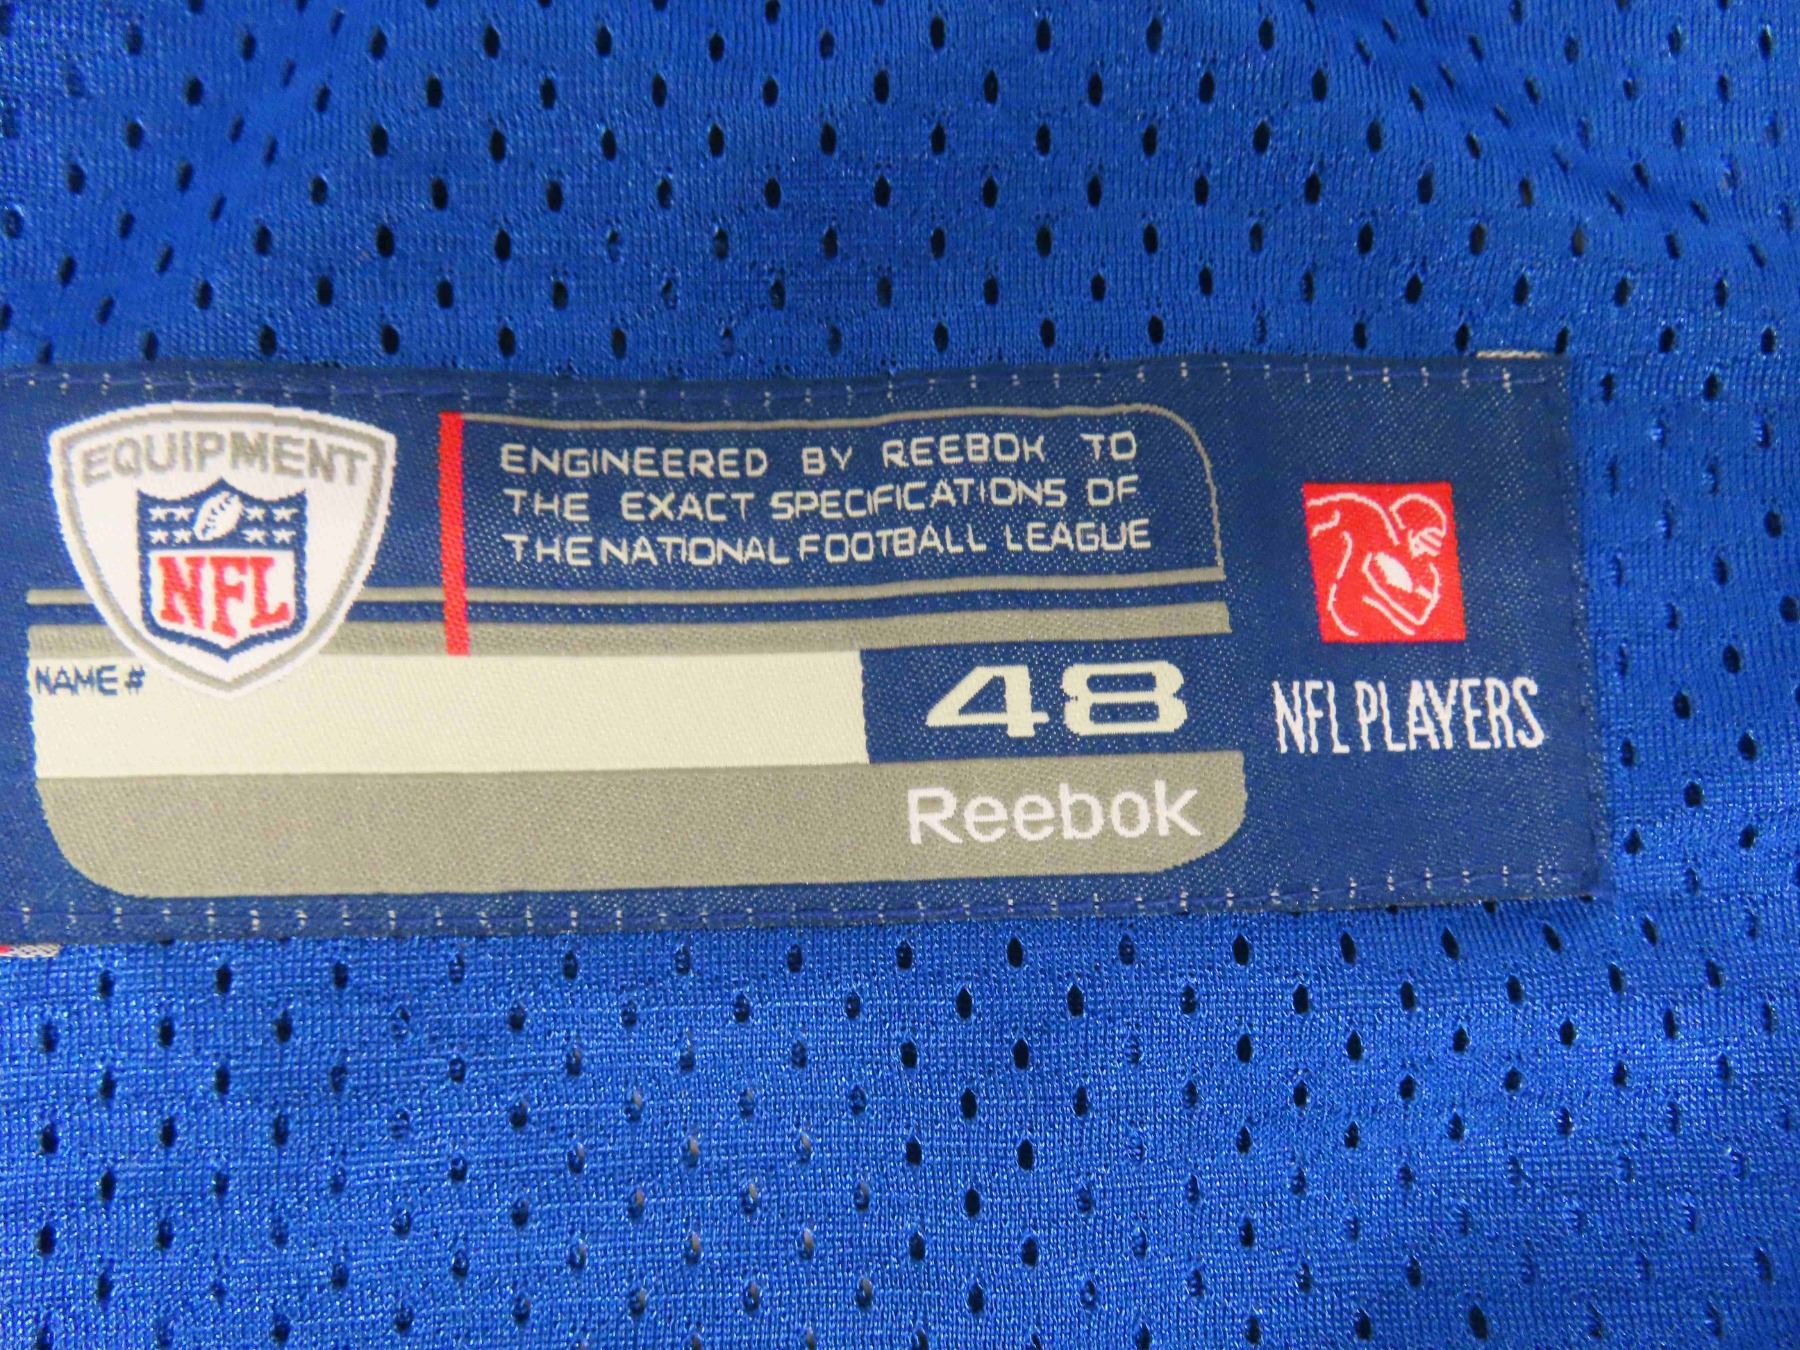 EQUIPMENT
NFL
ENGINEERED BY REEBOK TO
THE EXACT SPECIFICATIONS OF
THE NATIONAL FOOTBALL LEAGUE
NAME #
48
Reebok
NFL PLAYERS